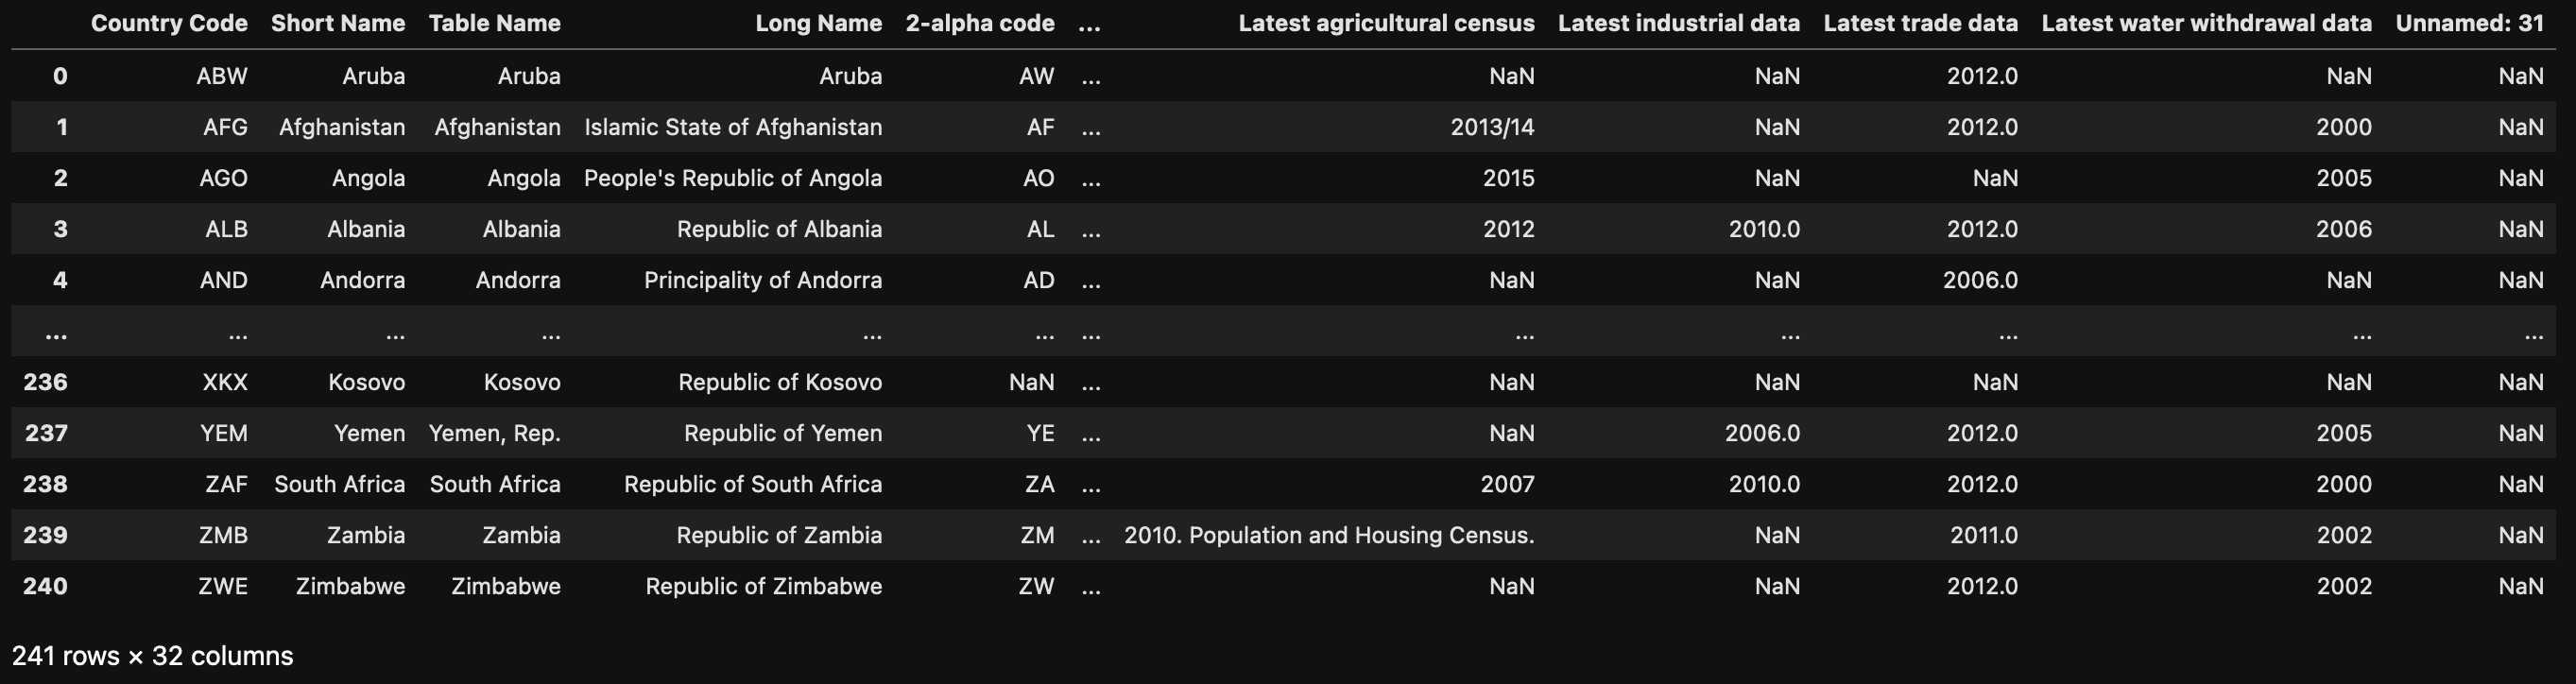 Country Code Short Name Table Name Long Name 2-alpha code ... Latest agricultural census Latest industrial data Latest trade data Latest water withdrawal data Unnamed: 31
0 ABW Aruba Aruba Aruba AW ... NaN NaN 2012.0 NaN NaN
1 AFG Afghanistan Afghanistan Islamic State of Afghanistan AF ... 2013/14 NaN 2012.0 2000 NaN
2 AGO Angola Angola People's Republic of Angola AO ... 2015 NaN NaN 2005 NaN
3 ALB Albania Albania Republic of Albania AL ... 2012 2010.0 2012.0 2006 NaN
4 AND Andorra Andorra Principality of Andorra AD ... NaN NaN 2006.0 NaN NaN
... ... ... ... ... ... ... ... ... ... ... ...
236 XKX Kosovo Kosovo Republic of Kosovo NaN ... NaN NaN NaN NaN NaN
237 YEM Yemen Yemen, Rep. Republic of Yemen YE ... NaN 2006.0 2012.0 2005 NaN
238 ZAF South Africa South Africa Republic of South Africa ZA ... 2007 2010.0 2012.0 2000 NaN
239 ZMB Zambia Zambia Republic of Zambia ZM ... 2010. Population and Housing Census. NaN 2011.0 2002 NaN
240 ZWE Zimbabwe Zimbabwe Republic of Zimbabwe ZW ... NaN NaN 2012.0 2002 NaN
241 rows × 32 columns